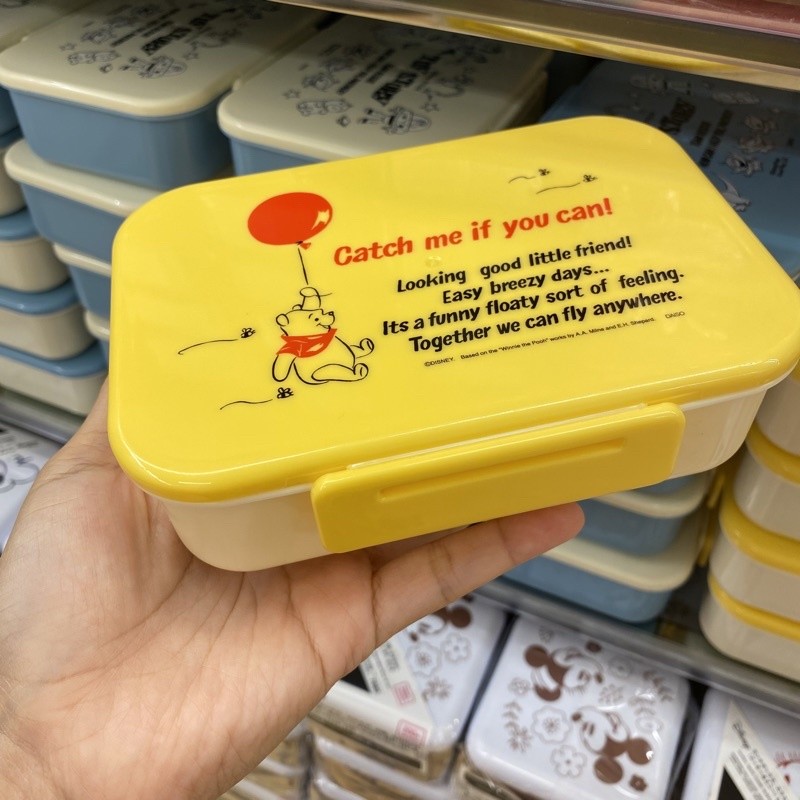 Catch me if you can!
Looking good little friend!
Easy breezy days...
Its a funny floaty sort of feeling.
Together we can fly anywhere.
©DISNEY. Based on the "Winnie the Pooh" works by A.A. Milne and E.H. Shepard.